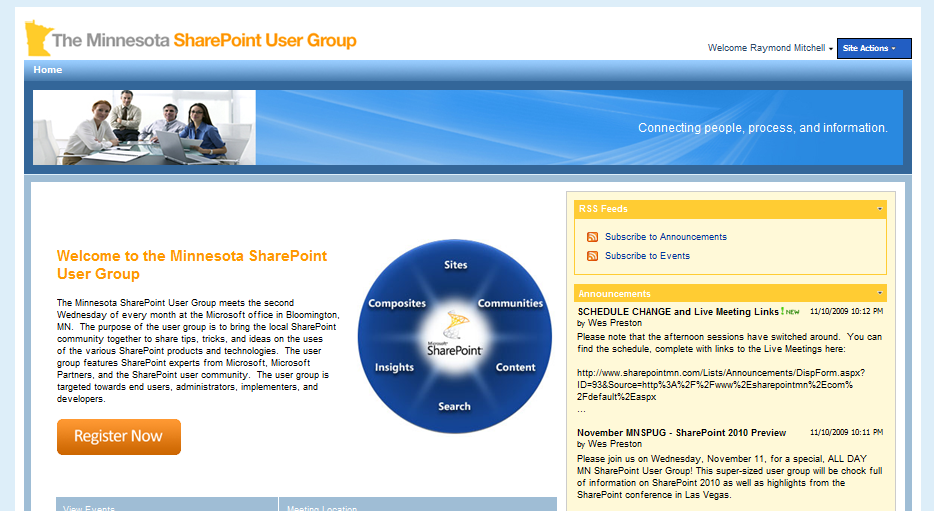 The Minnesota SharePoint User Group
Welcome Raymond Mitchell
Site Actions
Home
Connecting people, process, and information.
Welcome to the Minnesota SharePoint
User Group
The Minnesota SharePoint User Group meets the second
Wednesday of every month at the Microsoft office in Bloomington,
MN. The purpose of the user group is to bring the local SharePoint
community together to share tips, tricks, and ideas on the uses
of the various SharePoint products and technologies. The user
group features SharePoint experts from Microsoft, Microsoft
Partners, and the SharePoint user community. The user group is
targeted towards end users, administrators, implementers, and
developers.
Register Now
Sites
Composites
Communities
Microsoft
SharePoint
Insights
Content
Search
View Events
Meeting Location
RSS Feeds
Subscribe to Announcements
Subscribe to Events
Announcements
SCHEDULE CHANGE and Live Meeting Links ! NEW 11/10/2009 10:12 PM
by Wes Preston
Please note that the afternoon sessions have switched around. You can
find the schedule, complete with links to the Live Meetings here:
http://www.sharepointmn.com/Lists/Announcements/DispForm.aspx?
ID=93&Source=http%3A%2F%2Fwww%2Esharepointmn%2Ecom%
2Fdefault%2Easpx
...
November MNSPUG - SharePoint 2010 Preview 11/10/2009 10:11 PM
by Wes Preston
Please join us on Wednesday, November 11, for a special, ALL DAY
MN SharePoint User Group! This super-sized user group will be chock full
of information on SharePoint 2010 as well as highlights from the
SharePoint conference in Las Vegas.